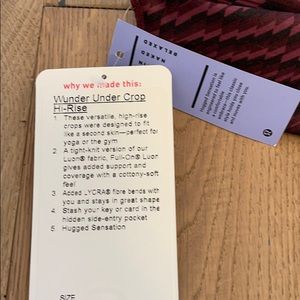 why we made this:
Wunder Under Crop
Hi-Rise
1 These versatile, high-rise
crops were designed to fit
like a second skin—perfect for
yoga or the gym
2 A tight-knit version of our
Luon® fabric, Full-On® Luon
gives added support and
coverage with a cottony-soft
feel
3 Added LYCRA® fibre bends with
you and stays in great shape
4 Stash your key or card in the
hidden side-entry pocket
5 Hugged Sensation
SIZE
NAKED
RELAXED